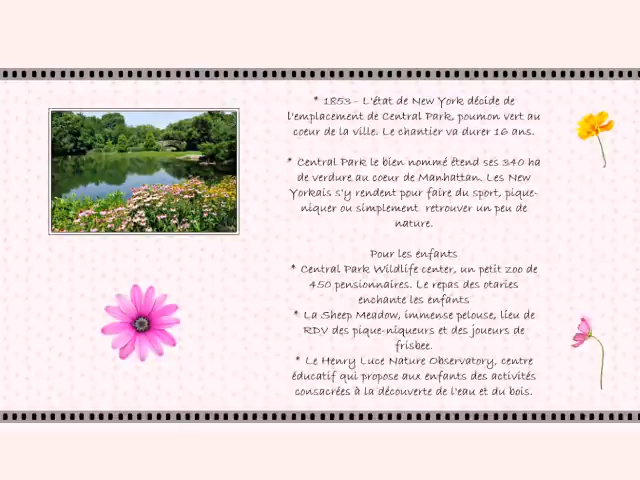 * 1853 - L'état de New York décide de
l'emplacement de Central Park, poumon vert au
coeur de la ville. Le chantier va durer 16 ans.
* Central Park le bien nommé étend ses 340 ha
de verdure au coeur de Manhattan. Les New
Yorkais s'y rendent pour faire du sport, pique-
niquer ou simplement retrouver un peu de
nature.
Pour les enfants
* Central Park Wildlife center, un petit zoo de
450 pensionnaires. Le repas des otaries
enchante les enfants
* La Sheep Meadow, immense pelouse, lieu de
RDV des pique-niqueurs et des joueurs de
frisbee.
* Le Henry Luce Nature Observatory, centre
éducatif qui propose aux enfants des activités
consacrées à la découverte de l'eau et du bois.